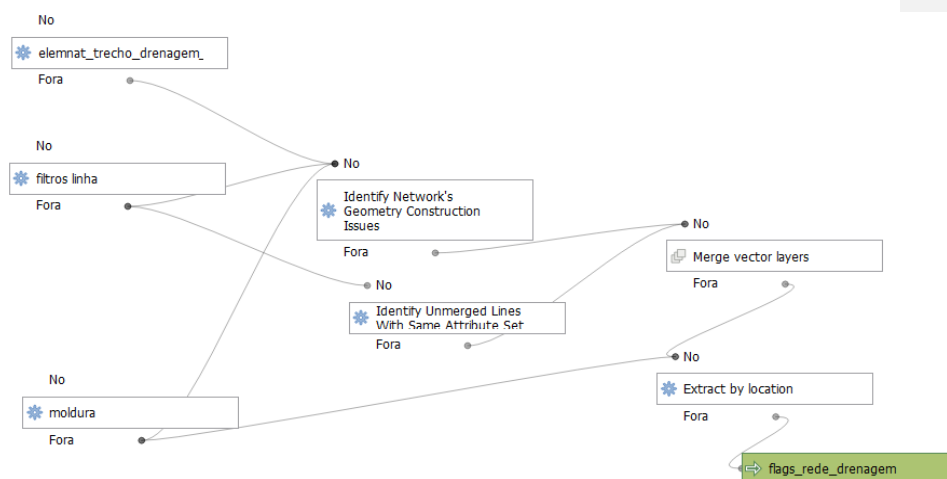 No
elemnat_trecho_drenagem_
Fora
No
filtros linha
Fora
No
Identify Network's
Geometry Construction
Issues
Fora
No
Identify Unmerged Lines
With Same Attribute Set
Fora
No
Merge vector layers
Fora
No
Extract by location
Fora
No
moldura
Fora
flags_rede_drenagem